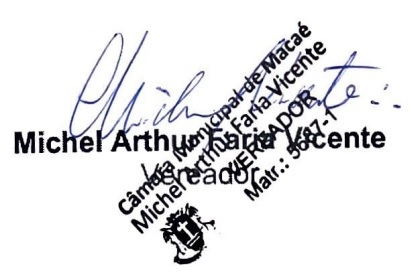 Michel Arthur Faria Vicente
Vereador
Câmara Municipal de Macaé
Michel Arthur Faria Vicente
VEREADOR